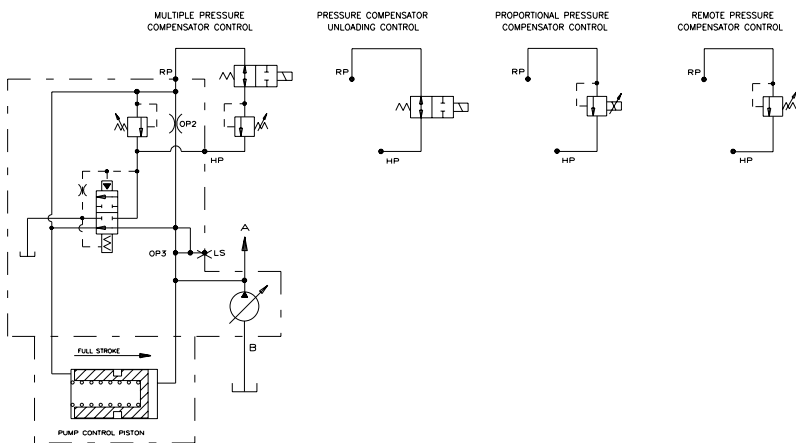 MULTIPLE PRESSURE
COMPENSATOR CONTROL
PRESSURE COMPENSATOR
UNLOADING CONTROL
PROPORTIONAL PRESSURE
COMPENSATOR CONTROL
REMOTE PRESSURE
COMPENSATOR CONTROL
RP
RP
RP
RP
OP2
HP
HP
HP
HP
A
OP3
LS
B
FULL STROKE
PUMP CONTROL PISTON